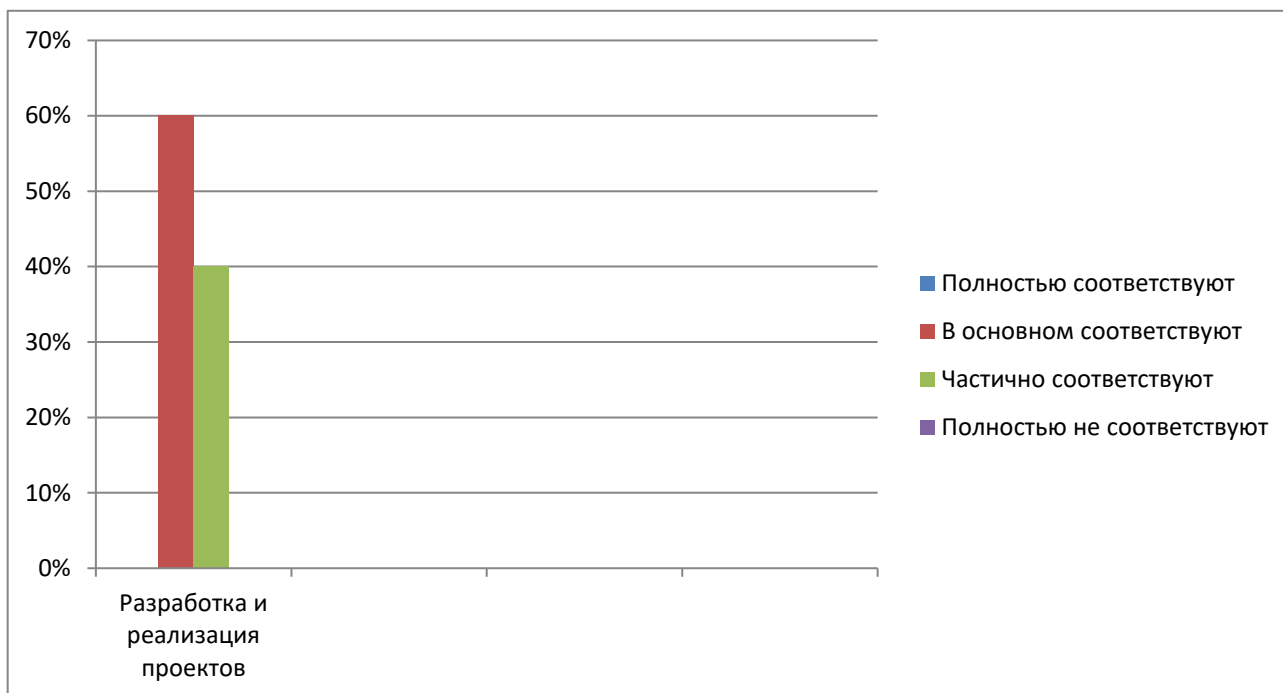 70%
60%
50%
40%
30%
20%
10%
0%
Разработка и
реализация
проектов
Полностью соответствуют
В основном соответствуют
Частично соответствуют
Полностью не соответствуют